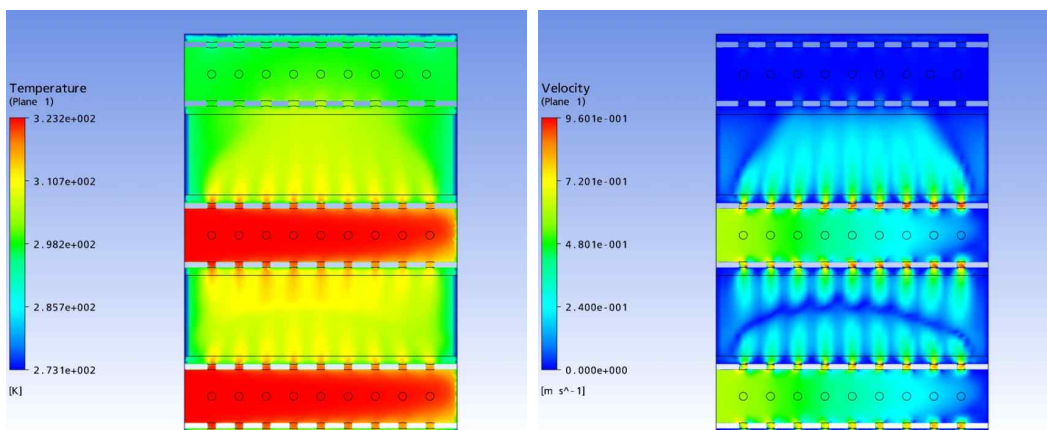 Temperature
(Plane 1)
3.232e+002
3.107e+002
2.982e+002
2.857e+002
2.731e+002
[K]
Velocity
(Plane 1)
9.601e-001
7.201e-001
4.801e-001
2.400e-001
0.000e+000
[m s^-1]